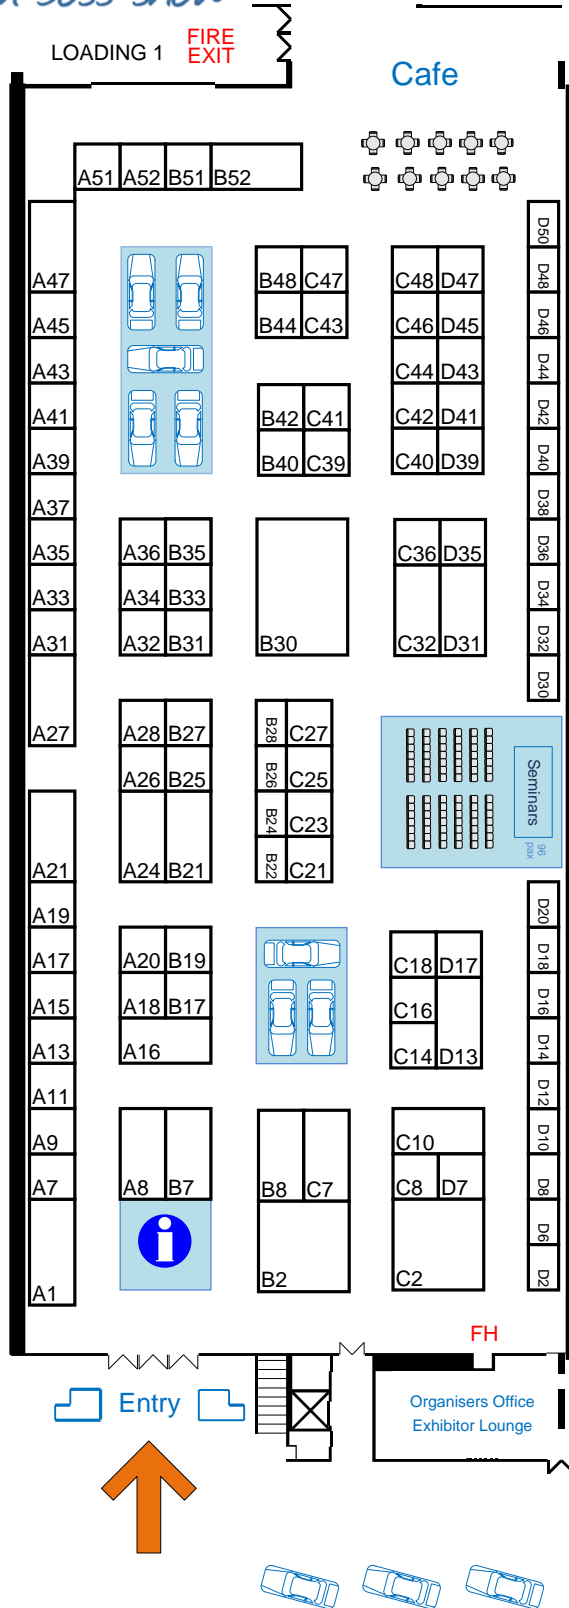 show
FIRE
EXIT
LOADING 1
Cafe
A51 A52 B51 B52
D50
A47 B48 C47 C48 D47 D48
A45 B44 C43 C46 D45 D46
A43 C44 D43 D44
A41 B42 C41 C42 D41 D42
A39 B40 C39 C40 D39 D40
A37 D38
A35 A36 B35 C36 D35 D36
A33 A34 B33 D34
A31 A32 B31 B30 C32 D31 D32
D30
A27 A28 B27 B28 C27
A26 B25 B26 C25
Seminars
96
pax
B24 C23
A21 A24 B21 B22 C21
A19 D20
A17 A20 B19 C18 D17 D18
A15 A18 B17 C16 D16
A13 A16 C14 D13 D14
A11 D12
A9 C10 D10
A7 A8 B7 B8 C7 C8 D7 D8
i
D6
A1 B2 C2 D2
FH
Entry
Organisers Office
Exhibitor Lounge